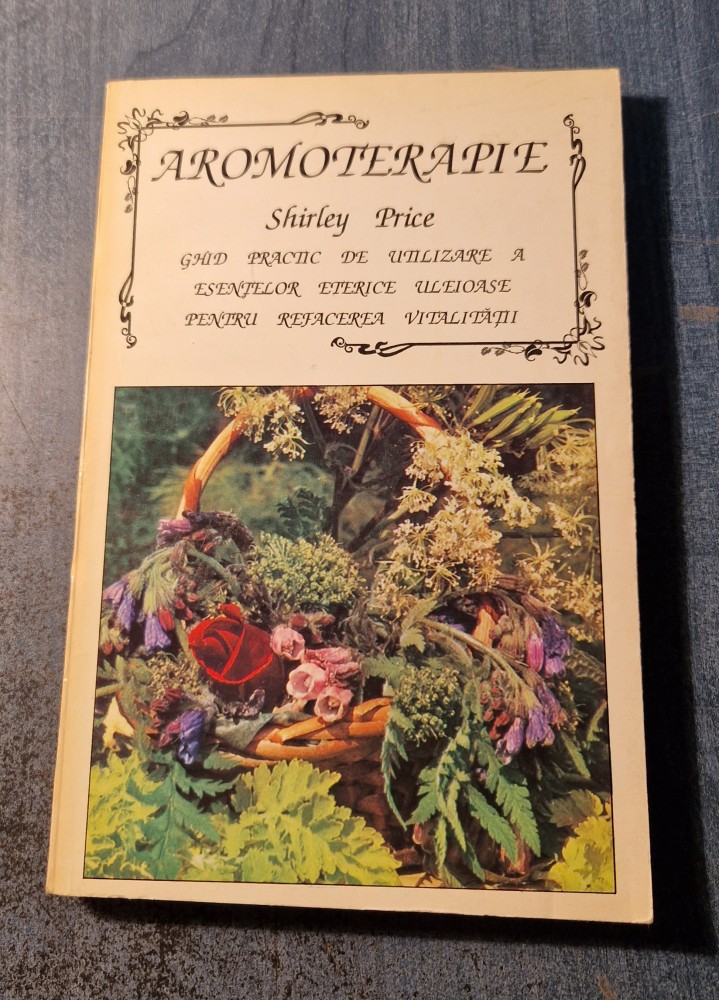 AROMOTERAPIE
Shirley Price
GHID PRACTIC DE UTILIZARE A
ESENȚELOR ETERICE ULEIOASE
PENTRU REFACEREA VITALITĂȚII